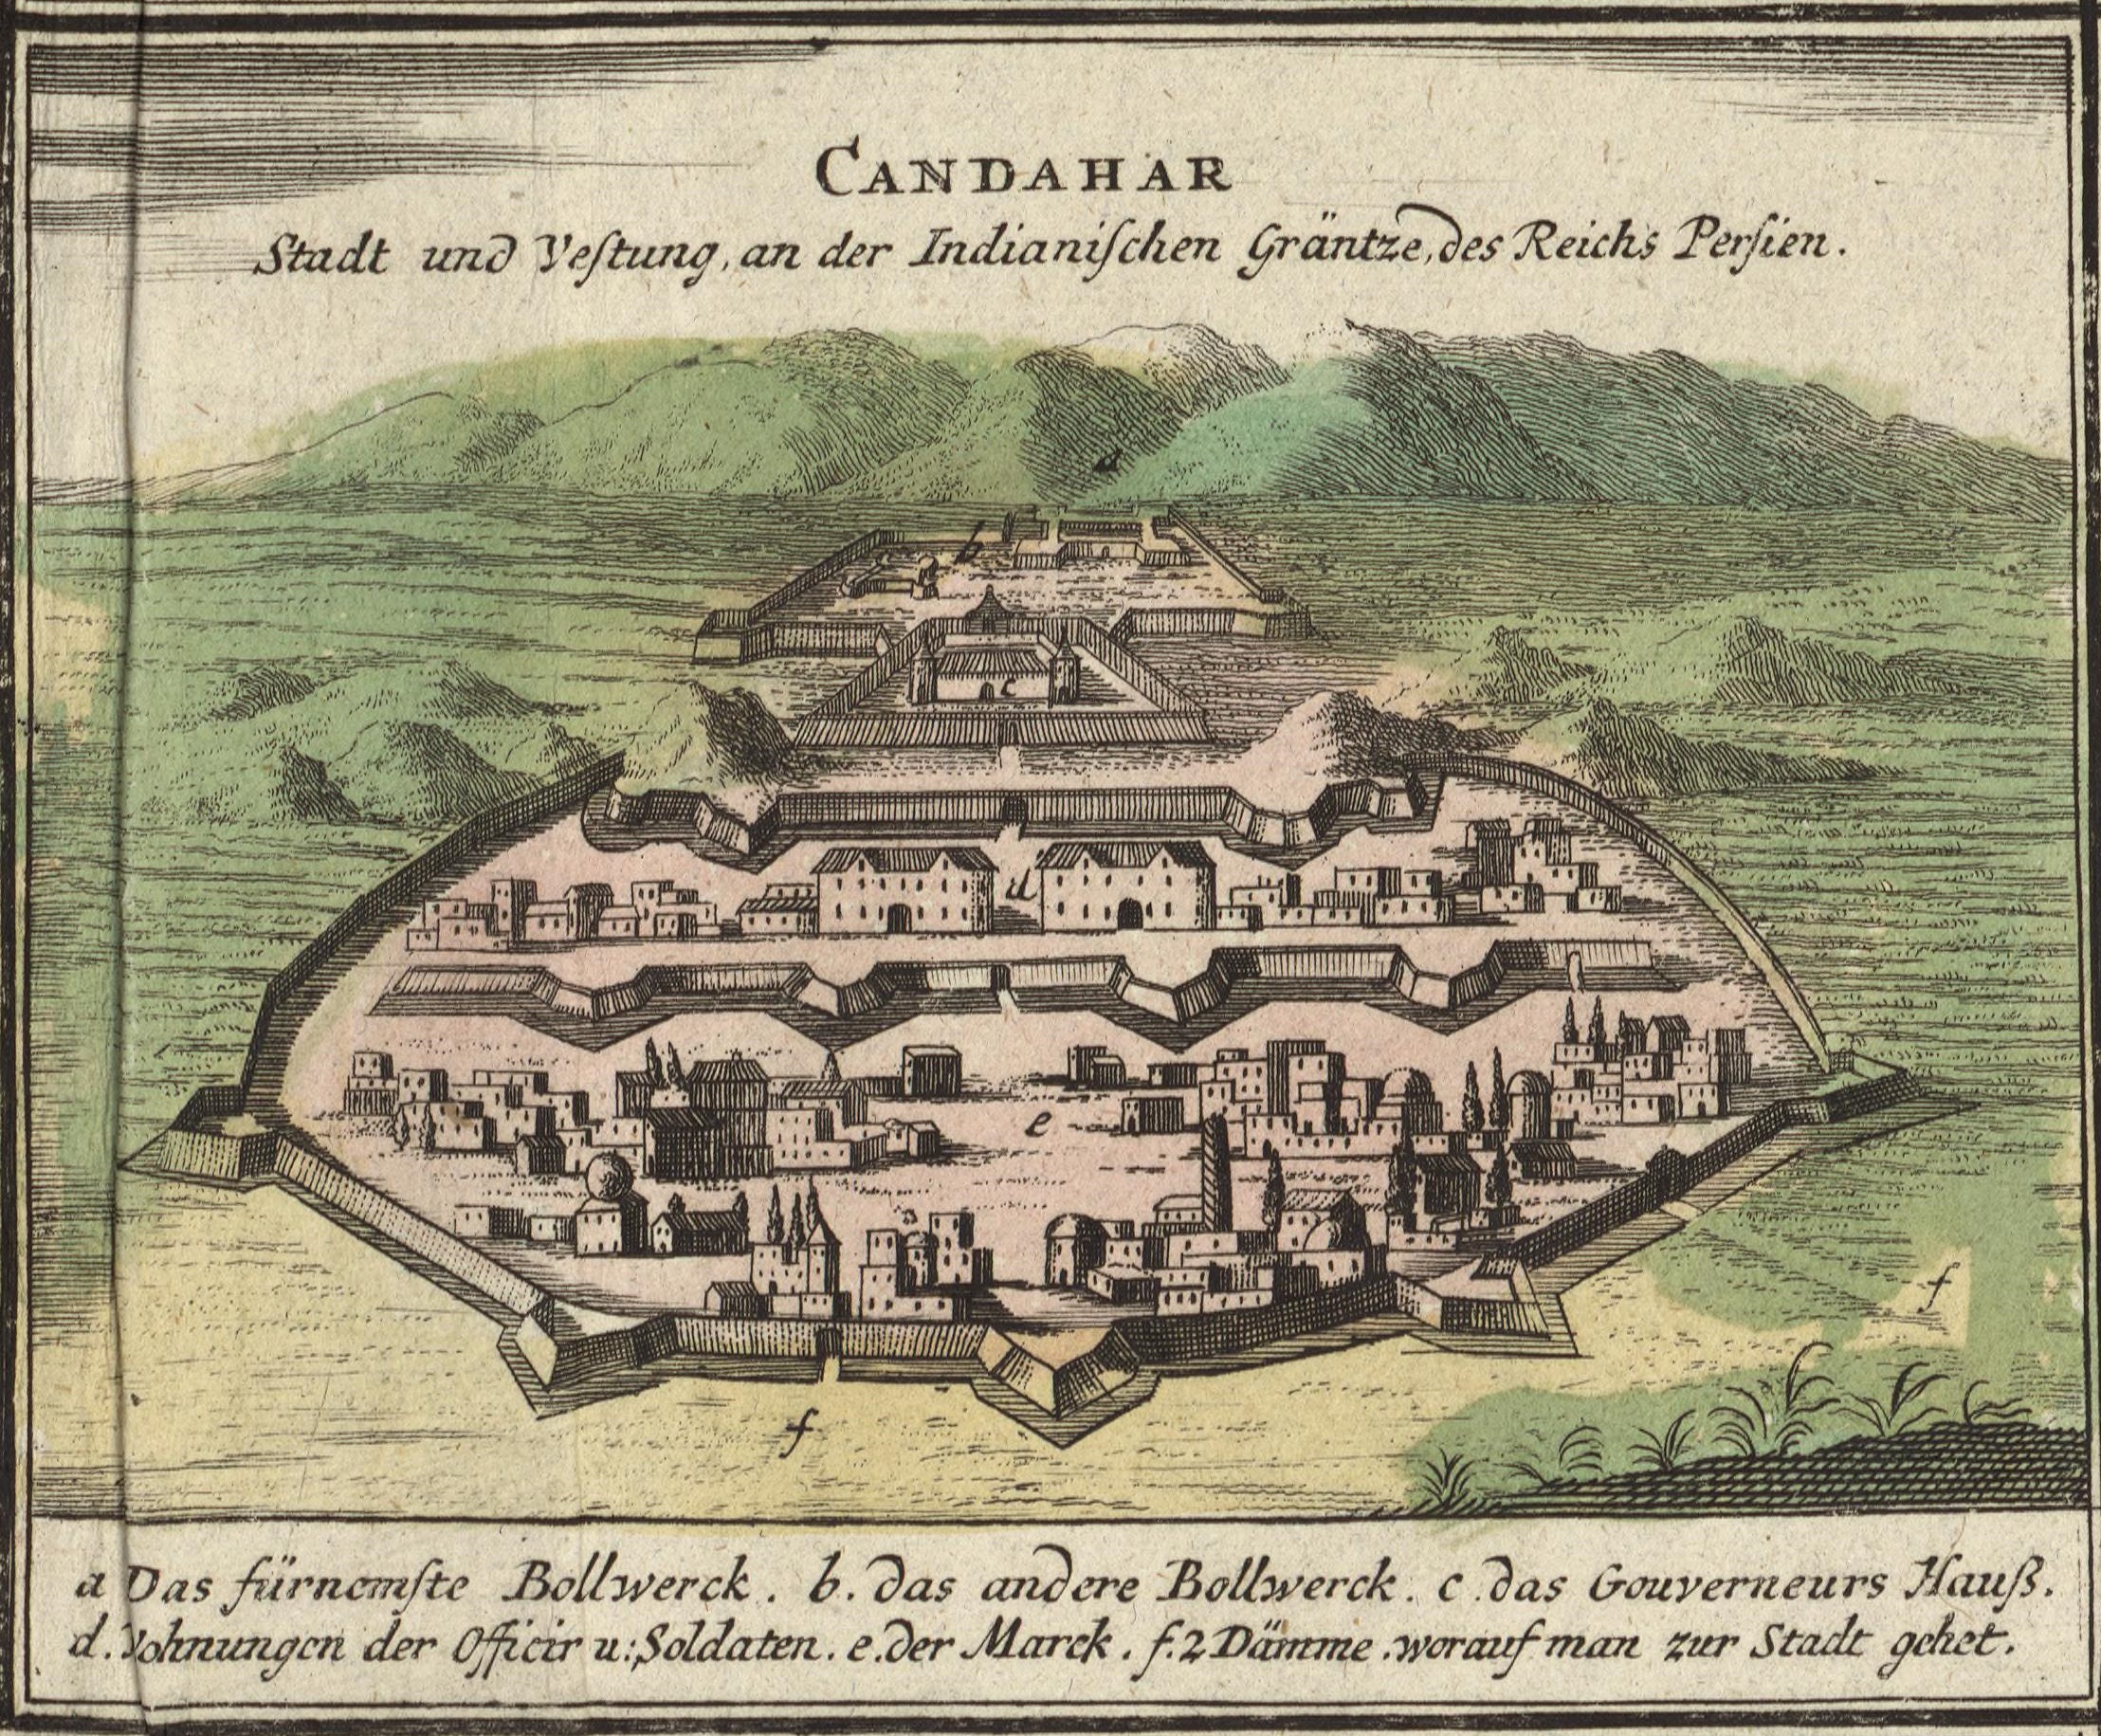 CANDAHAR
Stadt und Vestung, an der Indianischen Gräntze, des Reichs Persien.
a
b
c
d
e
f
f
a Das fürnemste Bollwerck. b. das andere Bollwerck. c. das Gouverneurs Hauß.
d. Wohnungen der Officir u: Soldaten. e. der Marck. f. 2 Dämme. worauf man zur Stadt gehet.